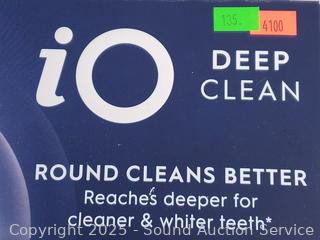 135.
4100
iO
DEEP
CLEAN
ROUND CLEANS BETTER
Reaches deeper for
cleaner & whiter teeth*
Copyright 2025 - Sound Auction Service